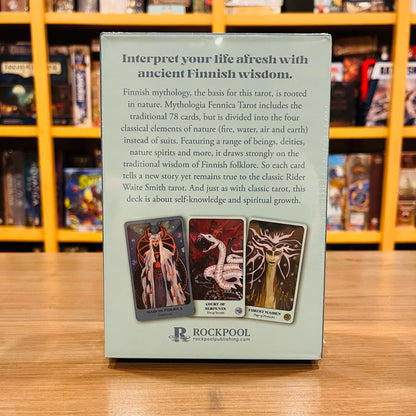 Interpret your life afresh with
ancient Finnish wisdom.
Finnish mythology, the basis for this tarot, is rooted
in nature. Mythologia Fennica Tarot includes the
traditional 78 cards, but is divided into the four
classical elements of nature (fire, water, air and earth)
instead of suits. Featuring a range of beings, deities,
nature spirits and more, it draws strongly on the
traditional wisdom of Finnish folklore. So each card
tells a new story yet remains true to the classic Rider
Waite Smith tarot. And just as with classic tarot, this
deck is about self-knowledge and spiritual growth.
COURT OF
SERPENTS
FOREST MAIDEN
ROCKPOOL
rockpoolpublishing.com